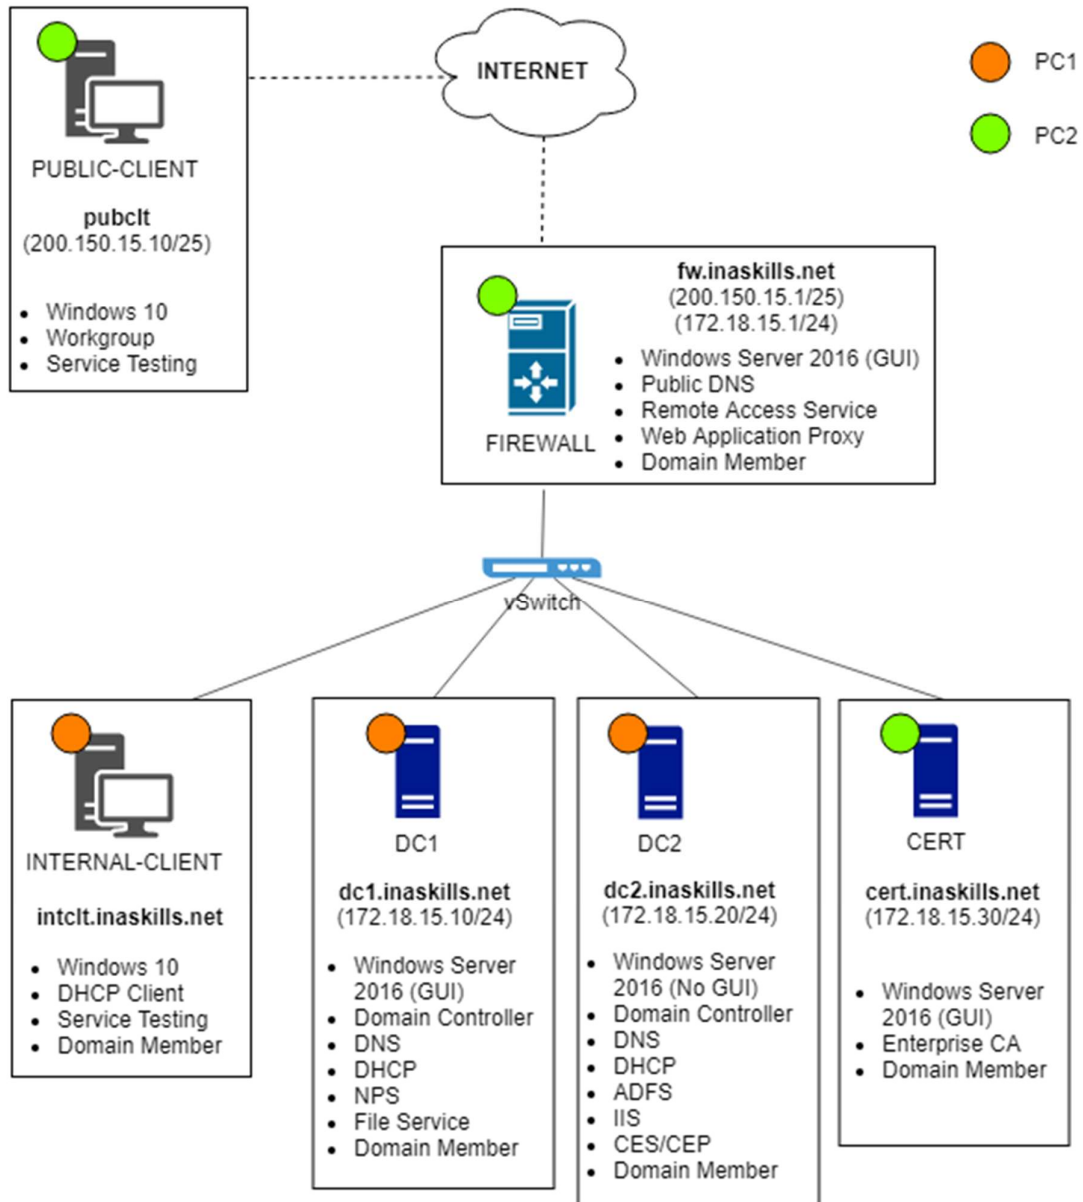 INTERNET
PC1
PC2
PUBLIC-CLIENT
pubclt
(200.150.15.10/25)
• Windows 10
• Workgroup
• Service Testing
fw.inaskills.net
(200.150.15.1/25)
(172.18.15.1/24)
• Windows Server 2016 (GUI)
• Public DNS
• Remote Access Service
• Web Application Proxy
• Domain Member
FIREWALL
vSwitch
INTERNAL-CLIENT
intclt.inaskills.net
• Windows 10
• DHCP Client
• Service Testing
• Domain Member
DC1
dc1.inaskills.net
(172.18.15.10/24)
• Windows Server
2016 (GUI)
• Domain Controller
• DNS
• DHCP
• NPS
• File Service
• Domain Member
DC2
dc2.inaskills.net
(172.18.15.20/24)
• Windows Server
2016 (No GUI)
• Domain Controller
• DNS
• DHCP
• ADFS
• IIS
• CES/CEP
• Domain Member
CERT
cert.inaskills.net
(172.18.15.30/24)
• Windows Server
2016 (GUI)
• Enterprise CA
• Domain Member